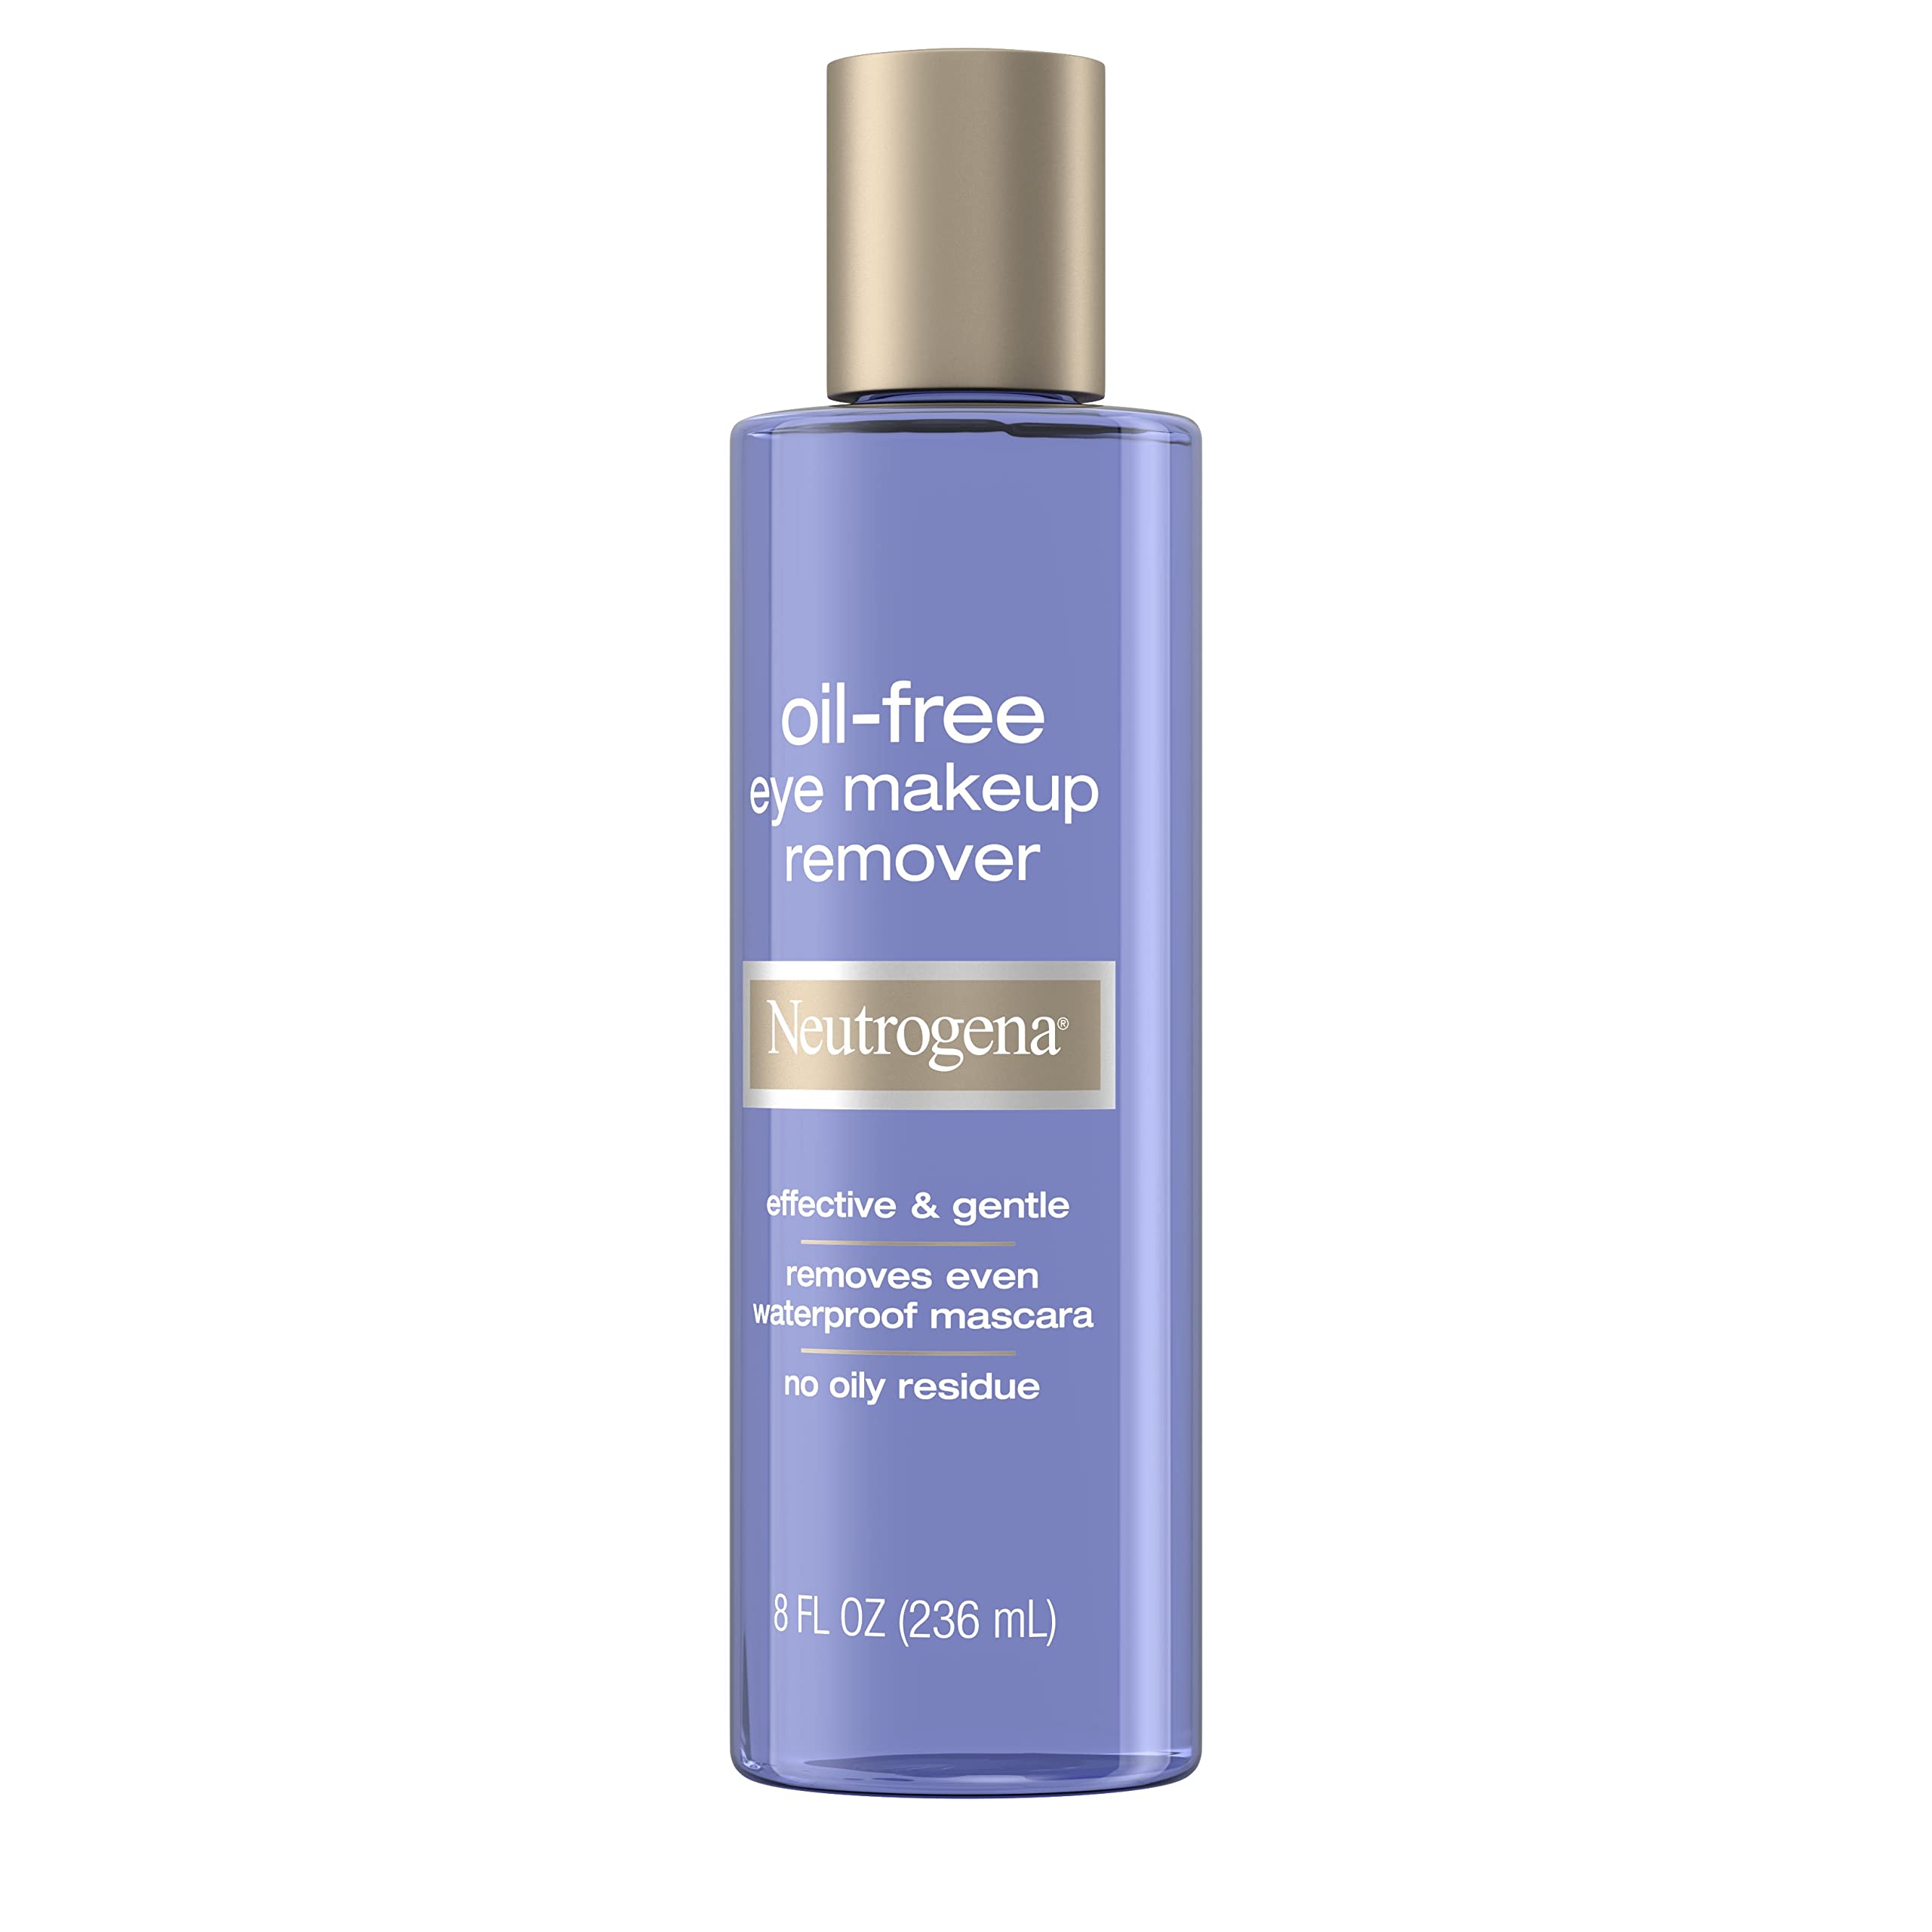 oil-free
eye makeup
remover
Neutrogena®
effective & gentle
removes even
waterproof mascara
no oily residue
8 FL OZ (236 mL)